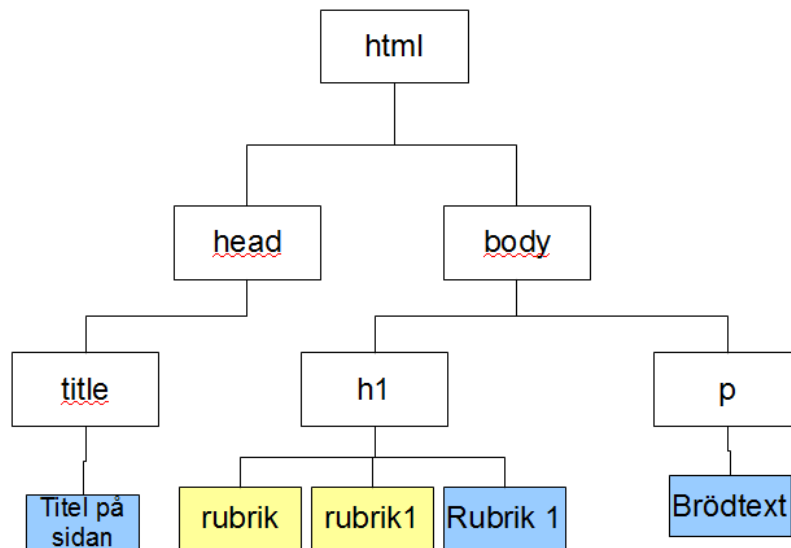 html
head
body
title
h1
p
Titel på
sidan
rubrik
rubrik1
Rubrik 1
Brödtext